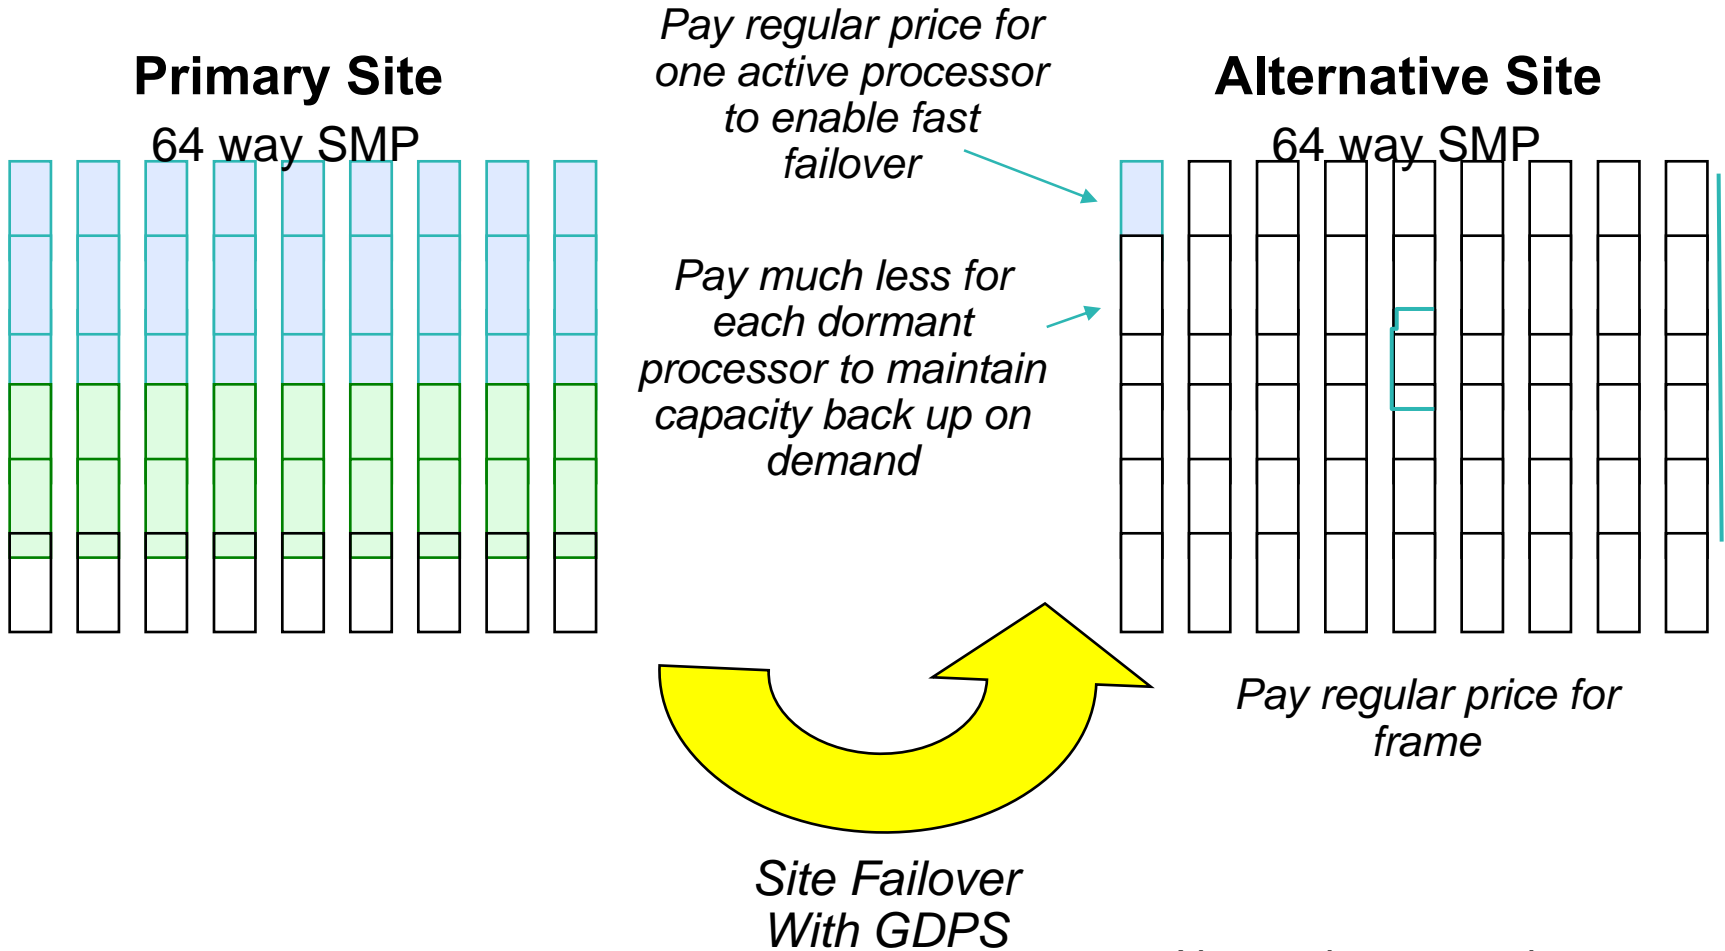 Primary Site
64 way SMP
Pay regular price for
one active processor
to enable fast
failover
Pay much less for
each dormant
processor to maintain
capacity back up on
demand
Alternative Site
64 way SMP
Pay regular price for
frame
Site Failover
With GDPS